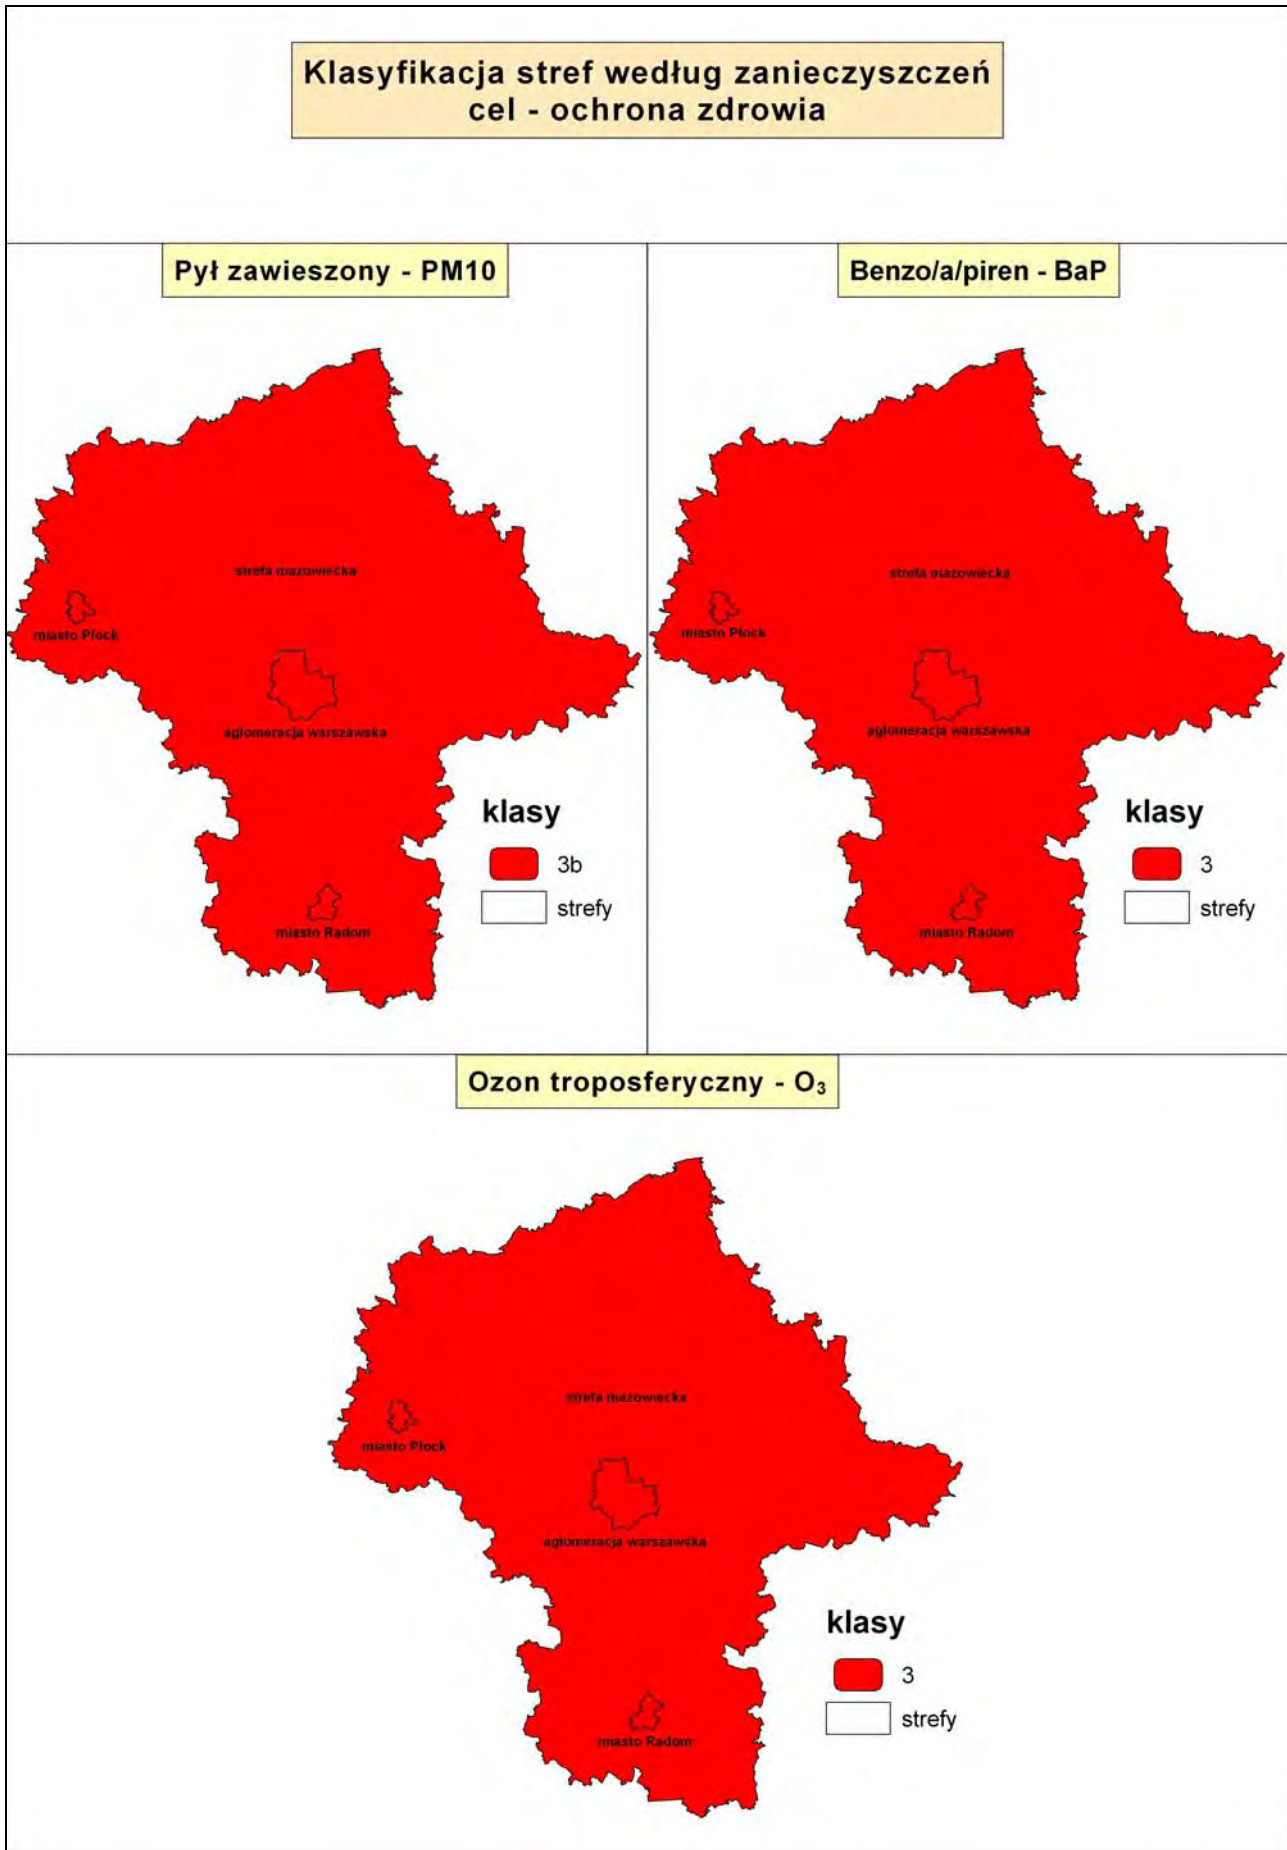 Klasyfikacja stref według zanieczyszczeń
cel - ochrona zdrowia
Pył zawieszony - PM10
strefa mazowiecka
miasto Płock
aglomeracja warszawska
klasy
3b
strefy
miasto Radom
Benzo/a/piren - BaP
strefa mazowiecka
miasto Płock
aglomeracja warszawska
klasy
3
strefy
miasto Radom
Ozon troposferyczny - O₃
strefa mazowiecka
miasto Płock
aglomeracja warszawska
klasy
3
strefy
miasto Radom